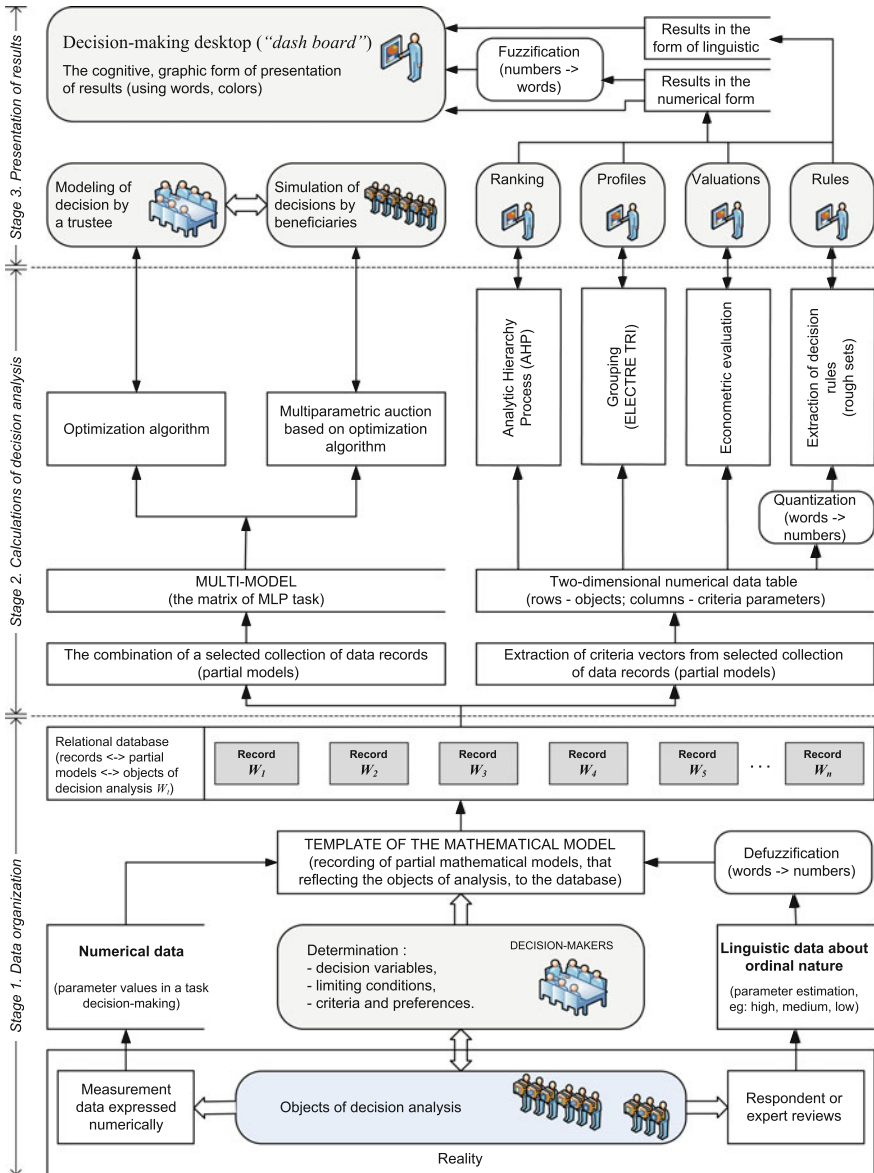 Stage 3. Presentation of results
Decision-making desktop (“dash board”)
The cognitive, graphic form of presentation
of results (using words, colors)
Fuzzification
(numbers ->
words)
Results in the
form of linguistic
Results in the
numerical form
Modeling of
decision by
a trustee
Simulation of
decisions by
beneficiaries
Ranking
Profiles
Valuations
Rules
Stage 2. Calculations of decision analysis
Optimization algorithm
Multiparametric auction
based on optimization
algorithm
Analytic Hierarchy
Process (AHP)
Grouping
(ELECTRE TRI)
Econometric evaluation
Extraction of decision
rules
(rough sets)
Quantization
(words ->
numbers)
MULTI-MODEL
(the matrix of MLP task)
Two-dimensional numerical data table
(rows - objects; columns - criteria parameters)
The combination of a selected collection of data records
(partial models)
Extraction of criteria vectors from selected collection
of data records (partial models)
Stage 1. Data organization
Relational database
(records <-> partial
models <-> objects of
decision analysis Wi)
Record
W1
Record
W2
Record
W3
Record
W4
Record
W5
...
Record
Wn
TEMPLATE OF THE MATHEMATICAL MODEL
(recording of partial mathematical models, that
reflecting the objects of analysis, to the database)
Defuzzification
(words -> numbers)
Numerical data
(parameter values in a task
decision-making)
Determination :
- decision variables,
- limiting conditions,
- criteria and preferences.
DECISION-MAKERS
Linguistic data about
ordinal nature
(parameter estimation,
eg: high, medium, low)
Measurement
data expressed
numerically
Objects of decision analysis
Respondent or
expert reviews
Reality